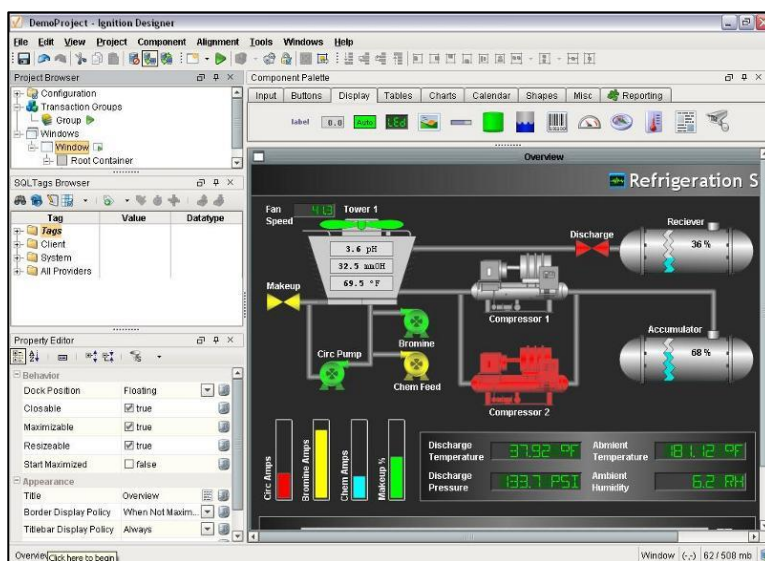 DemoProject - Ignition Designer
File Edit View Project Component Alignment Tools Windows Help
Project Browser
Configuration
Transaction Groups
Group
Windows
Window
Root Container
SQLTags Browser
Tag Value Datatype
Tags
Client
System
All Providers
Property Editor
Behavior
Dock Position Floating
Closable true
Maximizable true
Resizeable true
Start Maximized false
Appearance
Title Overview
Border Display Policy When Not Maxim...
Titlebar Display Policy Always
Component Palette
Input Buttons Display Tables Charts Calendar Shapes Misc Reporting
label 0.0 Auto LEd
Overview
Refrigeration S
Fan Speed 41.3 Tower 1
3.6 pH
32.5 mmOH
69.5 °F
Makeup
Discharge
Reciever
36 %
Compressor 1
Accumulator
68 %
Bromine
Circ Pump
Chem Feed
Compressor 2
Circ Amps
Bromine Amps
Chem Amps
Makeup %
Discharge Temperature 37.92 ºF
Abmient Temperature 181.12 ºF
Discharge Pressure 133.7 PSI
Ambient Humidity 6.2 RH
Click here to begin
Window (-,-) 62 / 508 mb